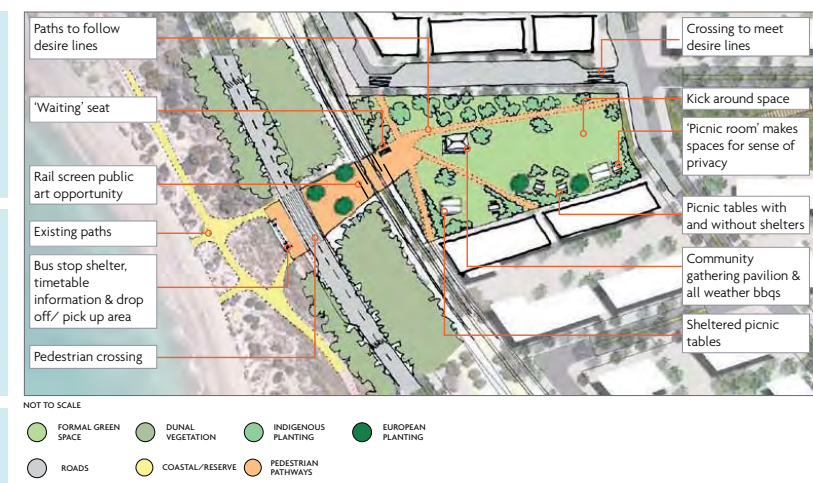 Paths to follow
desire lines
'Waiting' seat
Rail screen public
art opportunity
Existing paths
Bus stop shelter,
timetable
information & drop
off/ pick up area
Pedestrian crossing
Crossing to meet
desire lines
Kick around space
'Picnic room' makes
spaces for sense of
privacy
Picnic tables with
and without shelters
Community
gathering pavilion &
all weather bbqs
Sheltered picnic
tables
NOT TO SCALE
FORMAL GREEN
SPACE
DUNAL
VEGETATION
INDIGENOUS
PLANTING
EUROPEAN
PLANTING
ROADS
COASTAL/RESERVE
PEDESTRIAN
PATHWAYS